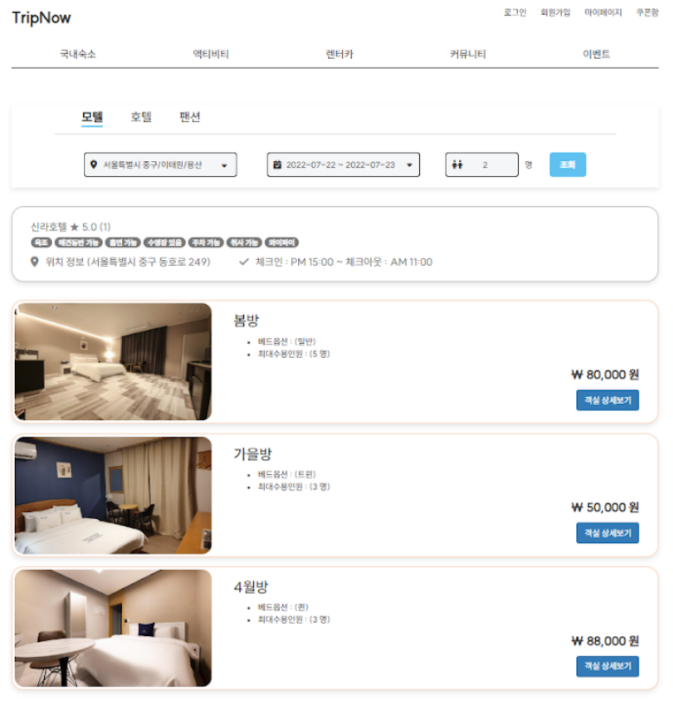 TripNow
로그인 회원가입 마이페이지 쿠폰함
국내숙소 액티비티 렌터카 커뮤니티 이벤트
모텔 호텔 팬션
서울특별시 중구/이태원/용산 2022-07-22 ~ 2022-07-23 2 명 조회
신라호텔 ★ 5.0 (1)
욕조 애견동반 가능 흡연 가능 수영장 있음 주차 가능 취사 가능 와이파이
위치 정보 (서울특별시 중구 동호로 249) 체크인 : PM 15:00 ~ 체크아웃 : AM 11:00
봄방
베드옵션 : (일반)
최대수용인원 : (5 명)
₩ 80,000 원
객실 상세보기
가을방
베드옵션 : (트윈)
최대수용인원 : (3 명)
₩ 50,000 원
객실 상세보기
4월방
베드옵션 : (퀸)
최대수용인원 : (3 명)
₩ 88,000 원
객실 상세보기